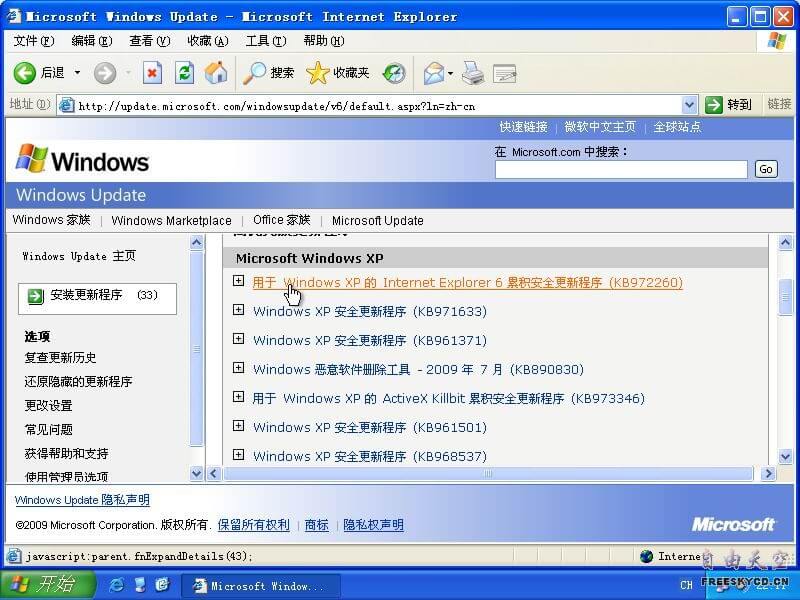 Microsoft Windows Update - Microsoft Internet Explorer
文件(F) 编辑(E) 查看(V) 收藏(A) 工具(T) 帮助(H)
后退 搜索 收藏夹
地址(D) http://update.microsoft.com/windowsupdate/v6/default.aspx?ln=zh-cn 转到 链接
快速链接 | 微软中文主页 | 全球站点
Windows
在 Microsoft.com 中搜索：
Go
Windows Update
Windows 家族 | Windows Marketplace | Office 家族 | Microsoft Update
Windows Update 主页
安装更新程序 (33)
选项
复查更新历史
还原隐藏的更新程序
更改设置
常见问题
获得帮助和支持
使用管理员选项
Microsoft Windows XP
用于 Windows XP 的 Internet Explorer 6 累积安全更新程序 (KB972260)
Windows XP 安全更新程序 (KB971633)
Windows XP 安全更新程序 (KB961371)
Windows 恶意软件删除工具 - 2009 年 7 月 (KB890830)
用于 Windows XP 的 ActiveX Killbit 累积安全更新程序 (KB973346)
Windows XP 安全更新程序 (KB961501)
Windows XP 安全更新程序 (KB968537)
Windows Update 隐私声明
©2009 Microsoft Corporation. 版权所有. 保留所有权利 | 商标 | 隐私权声明
Microsoft
javascript:parent.fnExpandDetails(43);
自由天空
开始 Microsoft Window... CH
FREESKYCD.CN